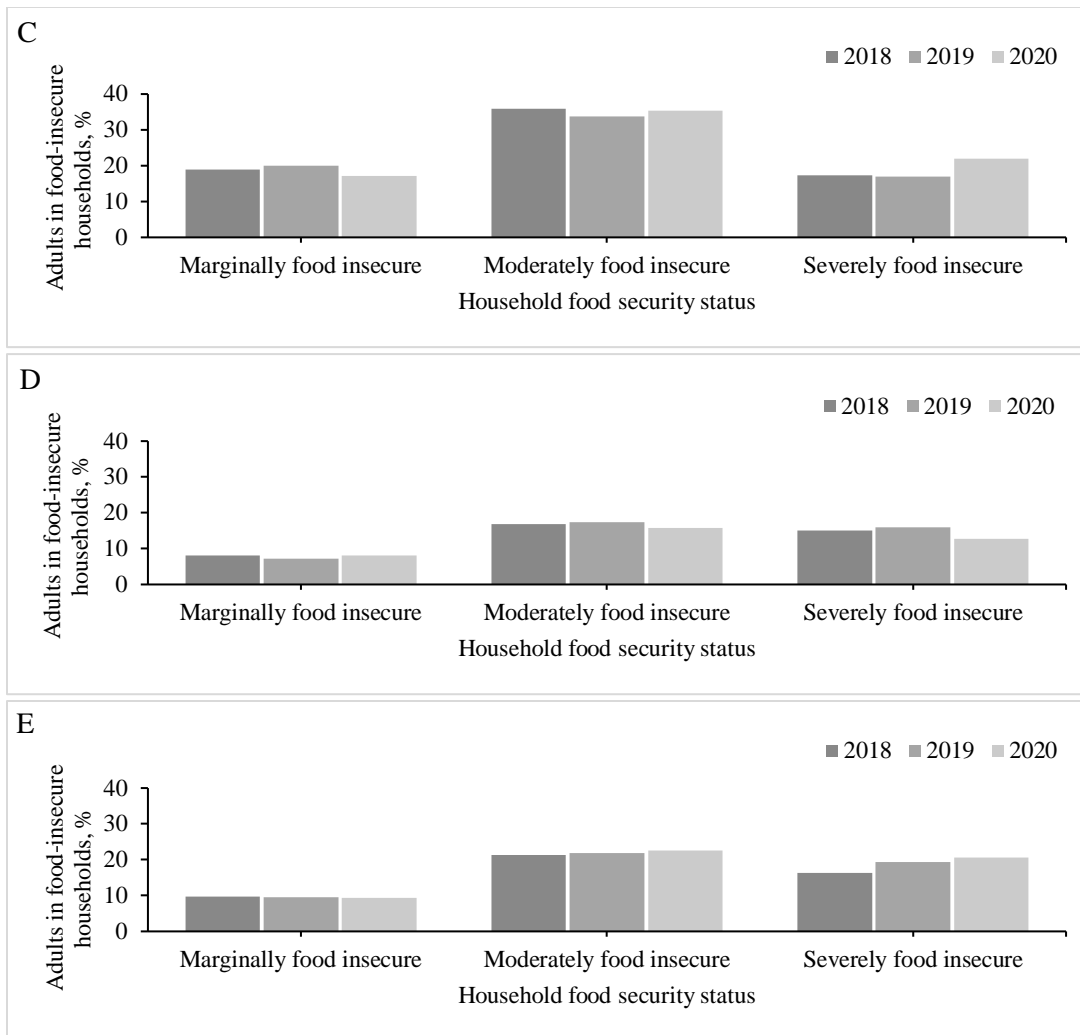 C
2018 2019 2020
Adults in food-insecure
households, %
40
30
20
10
0
Marginally food insecure Moderately food insecure Severely food insecure
Household food security status
D
2018 2019 2020
Adults in food-insecure
households, %
40
30
20
10
0
Marginally food insecure Moderately food insecure Severely food insecure
Household food security status
E
2018 2019 2020
Adults in food-insecure
households, %
40
30
20
10
0
Marginally food insecure Moderately food insecure Severely food insecure
Household food security status